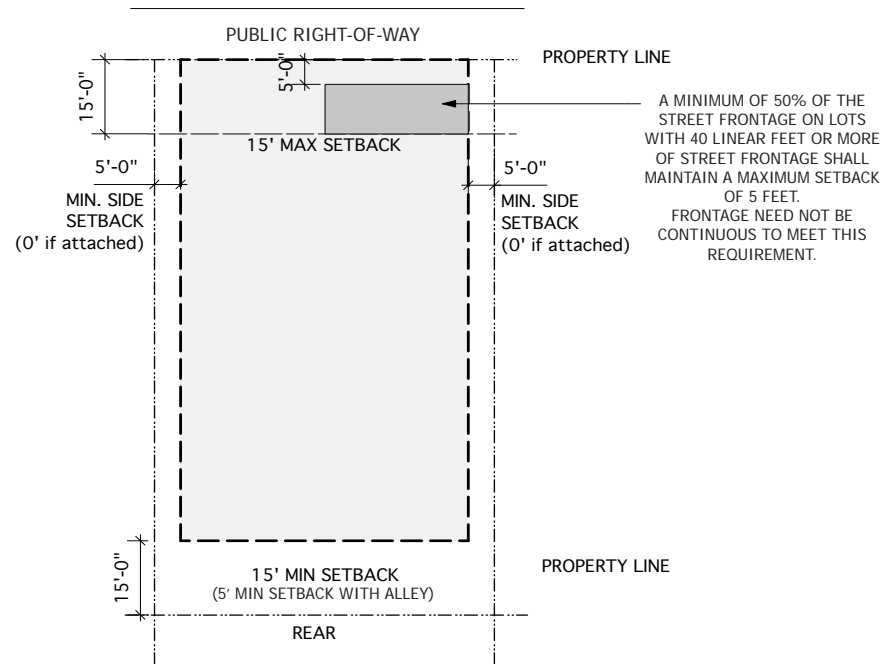 PUBLIC RIGHT-OF-WAY
PROPERTY LINE
15'-0"
5'-0"
A MINIMUM OF 50% OF THE
STREET FRONTAGE ON LOTS
WITH 40 LINEAR FEET OR MORE
OF STREET FRONTAGE SHALL
MAINTAIN A MAXIMUM SETBACK
OF 5 FEET.
FRONTAGE NEED NOT BE
CONTINUOUS TO MEET THIS
REQUIREMENT.
15' MAX SETBACK
5'-0"
MIN. SIDE
SETBACK
(0' if attached)
5'-0"
MIN. SIDE
SETBACK
(0' if attached)
15'-0"
15' MIN SETBACK
(5' MIN SETBACK WITH ALLEY)
PROPERTY LINE
REAR